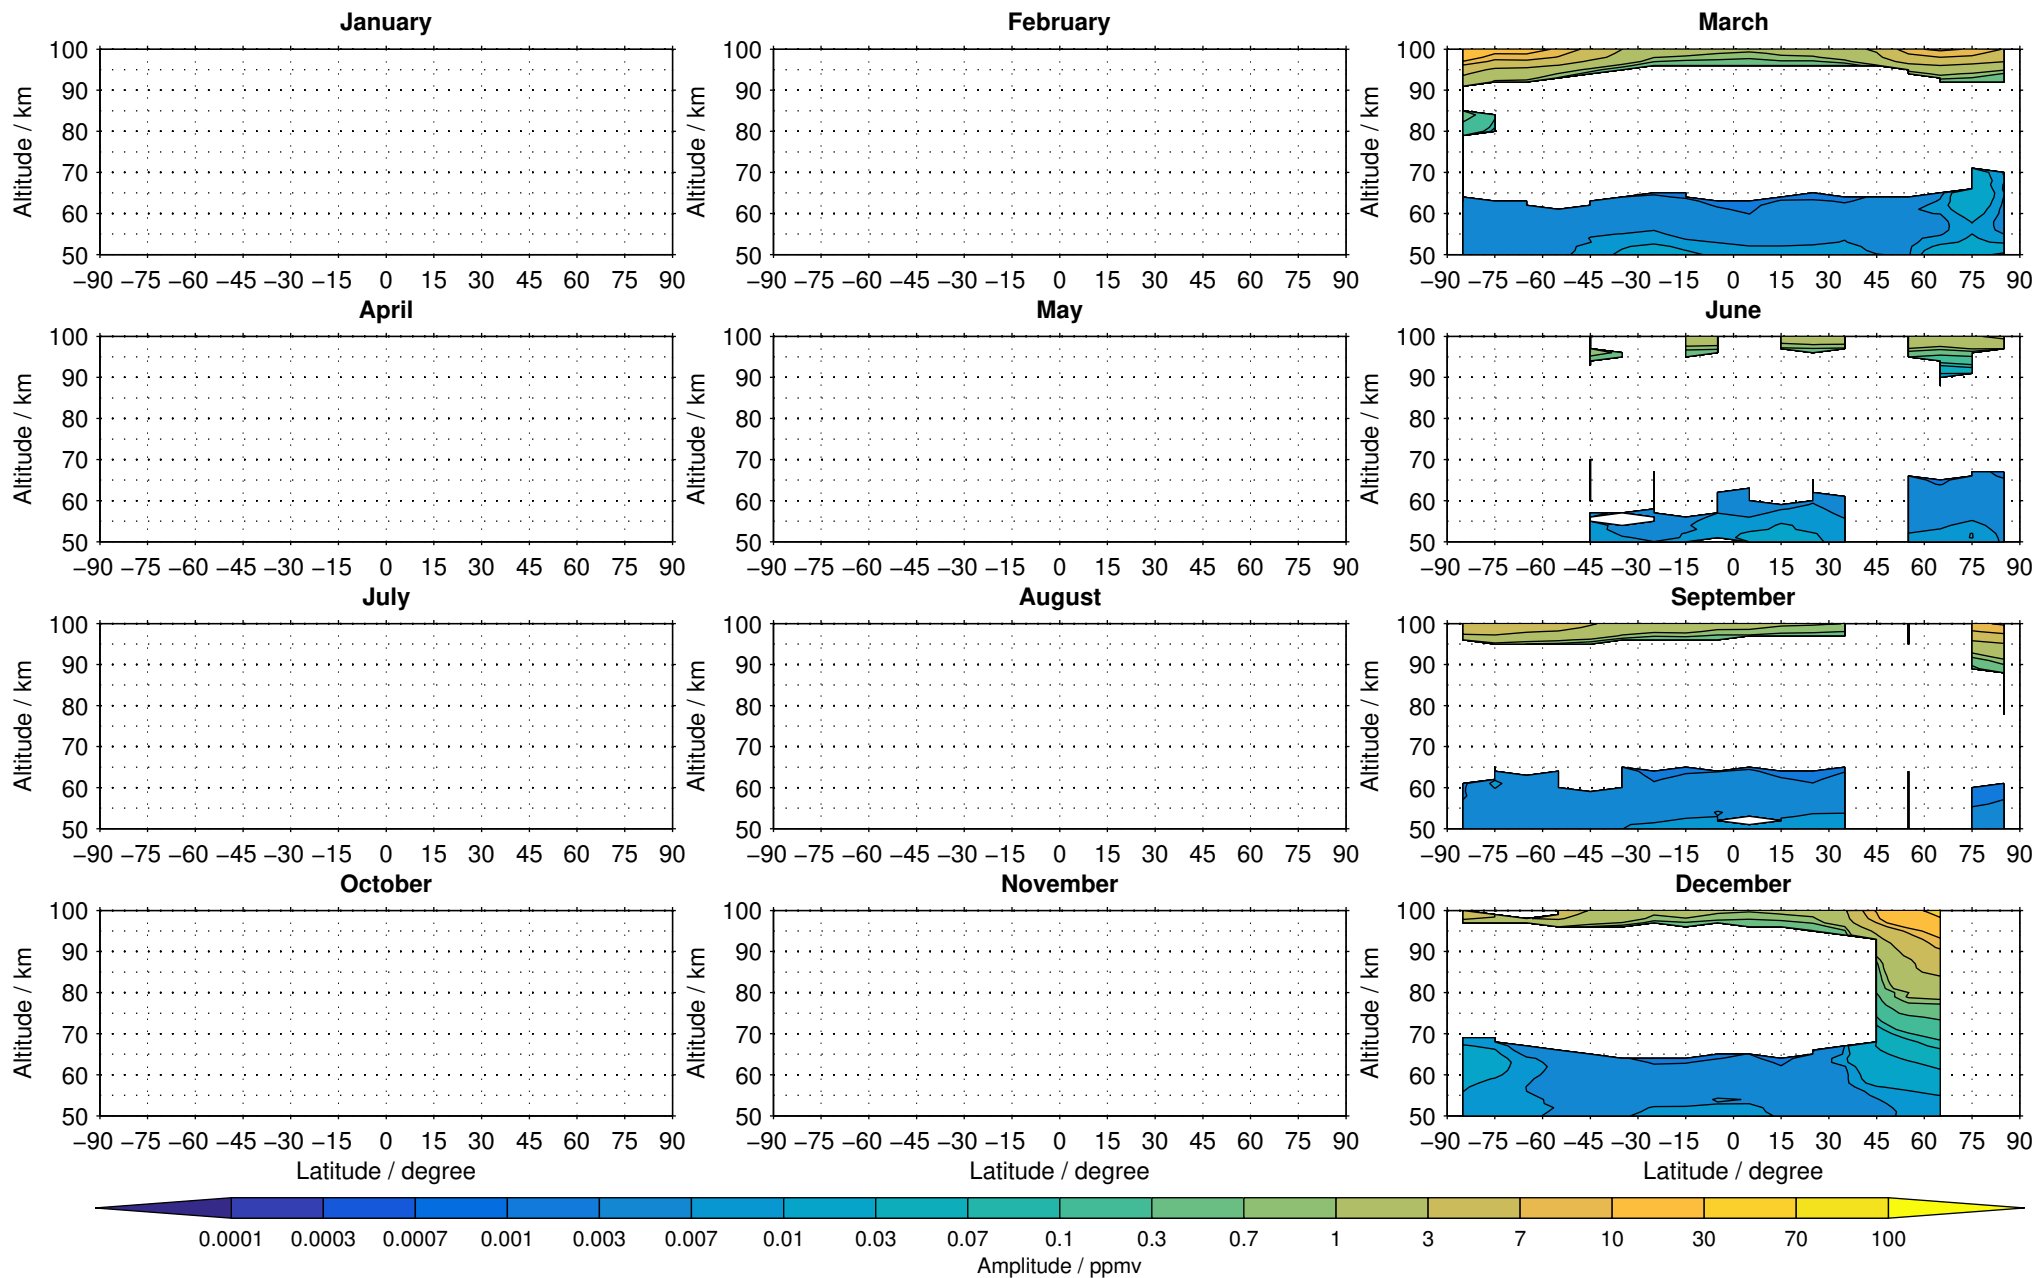 January February March
100 100 100
90 90 90
80 80 80
70 70 70
60 60 60
50 50 50
Altitude / km Altitude / km Altitude / km
−90 −75 −60 −45 −30 −15 0 15 30 45 60 75 90 −90 −75 −60 −45 −30 −15 0 15 30 45 60 75 90 −90 −75 −60 −45 −30 −15 0 15 30 45 60 75 90
April May June
100 100 100
90 90 90
80 80 80
70 70 70
60 60 60
50 50 50
Altitude / km Altitude / km Altitude / km
−90 −75 −60 −45 −30 −15 0 15 30 45 60 75 90 −90 −75 −60 −45 −30 −15 0 15 30 45 60 75 90 −90 −75 −60 −45 −30 −15 0 15 30 45 60 75 90
July August September
100 100 100
90 90 90
80 80 80
70 70 70
60 60 60
50 50 50
Altitude / km Altitude / km Altitude / km
−90 −75 −60 −45 −30 −15 0 15 30 45 60 75 90 −90 −75 −60 −45 −30 −15 0 15 30 45 60 75 90 −90 −75 −60 −45 −30 −15 0 15 30 45 60 75 90
October November December
100 100 100
90 90 90
80 80 80
70 70 70
60 60 60
50 50 50
Altitude / km Altitude / km Altitude / km
−90 −75 −60 −45 −30 −15 0 15 30 45 60 75 90 −90 −75 −60 −45 −30 −15 0 15 30 45 60 75 90 −90 −75 −60 −45 −30 −15 0 15 30 45 60 75 90
Latitude / degree Latitude / degree Latitude / degree
0.0001 0.0003 0.0007 0.001 0.003 0.007 0.01 0.03 0.07 0.1 0.3 0.7 1 3 7 10 30 70 100
Amplitude / ppmv